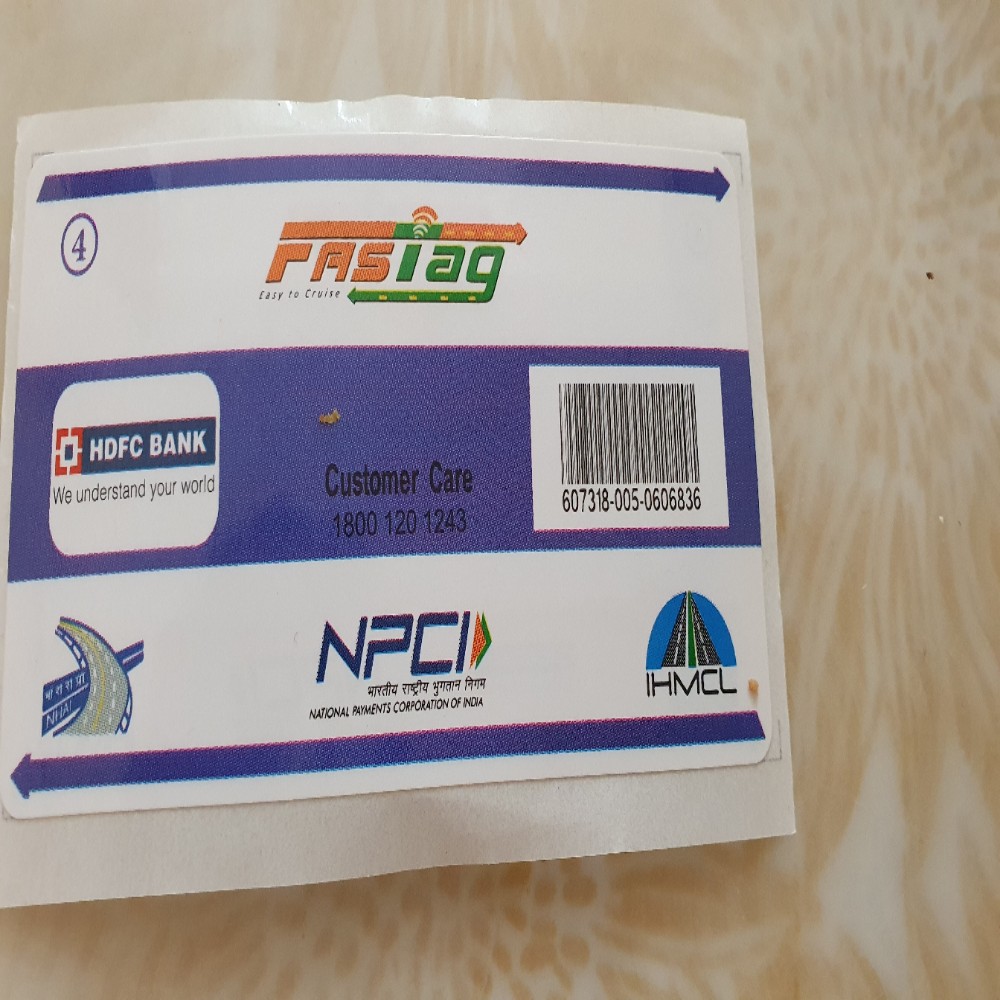 4
FASTag
Easy to Cruise
HDFC BANK
We understand your world
Customer Care
1800 120 1243
607318-005-0606836
भा रा रा प्रा
NHAI
NPCI
भारतीय राष्ट्रीय भुगतान निगम
NATIONAL PAYMENTS CORPORATION OF INDIA
IHMCL